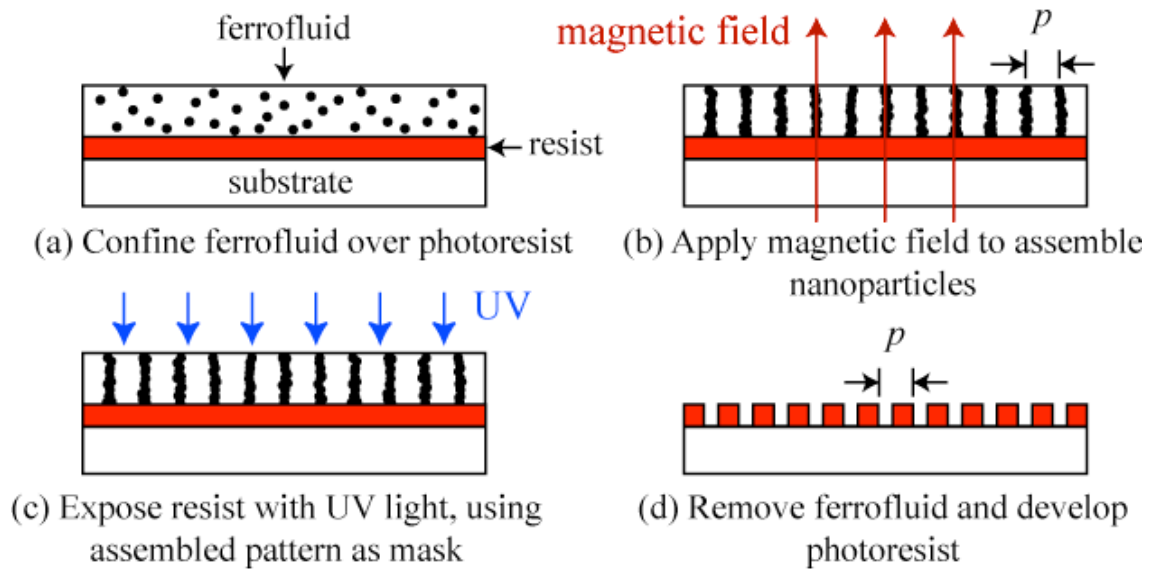 ferrofluid
resist
substrate
(a) Confine ferrofluid over photoresist
magnetic field
p
(b) Apply magnetic field to assemble
nanoparticles
UV
(c) Expose resist with UV light, using
assembled pattern as mask
p
(d) Remove ferrofluid and develop
photoresist